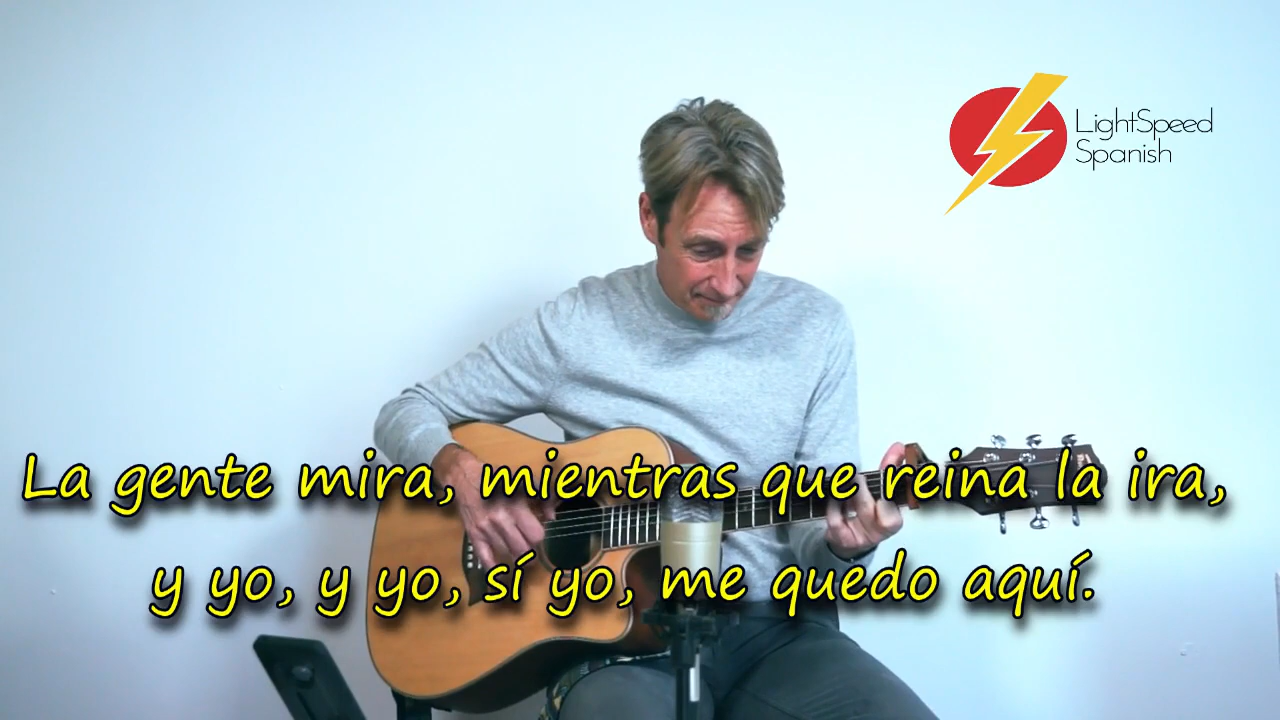 LightSpeed
Spanish
La gente mira, mientras que reina la ira,
y yo, y yo, sí yo, me quedo aquí.